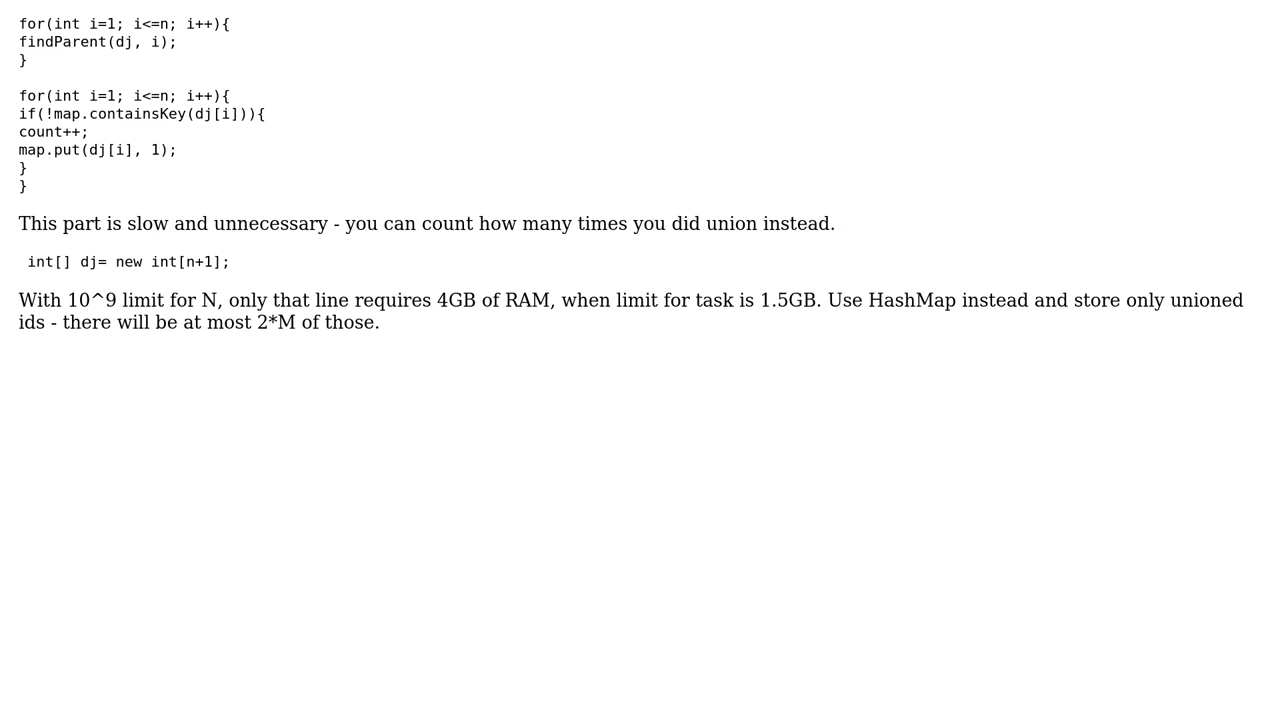 for(int i=1; i<=n; i++){
findParent(dj, i);
}
for(int i=1; i<=n; i++){
if(!map.containsKey(dj[i])){
count++;
map.put(dj[i], 1);
}
}
This part is slow and unnecessary - you can count how many times you did union instead.
int[] dj= new int[n+1];
With 10^9 limit for N, only that line requires 4GB of RAM, when limit for task is 1.5GB. Use HashMap instead and store only unioned
ids - there will be at most 2*M of those.